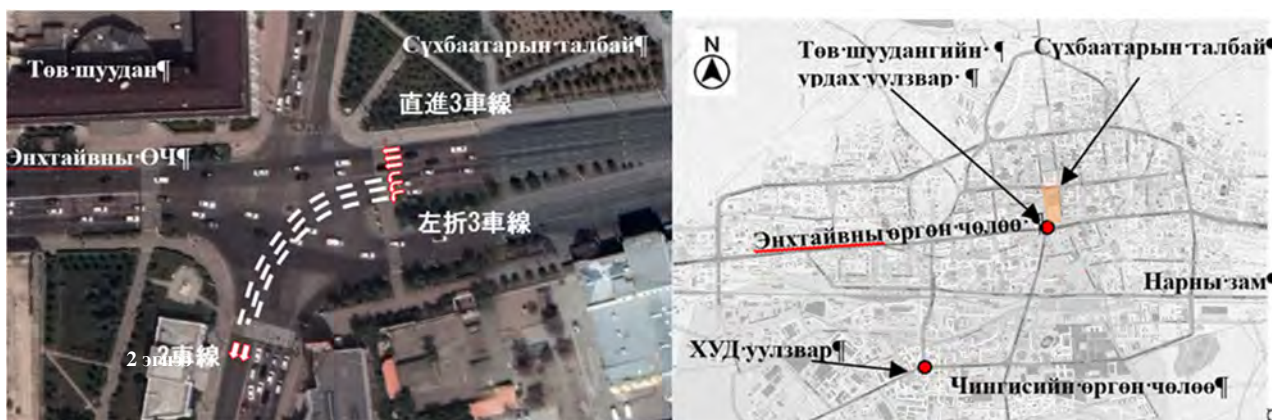 Төв·шуудан¶
Сүхбаатарын·талбай¶
直進3車線
Энхтайвны·ӨЧ¶
左折3車線
2車線
N
Төв·шуудангийн·¶
урдах·уулзвар·¶
Сүхбаатарын·талбай¶
Энхтайвны·өргөн·чөлөө·¶
Нарны·зам¶
ХУД·уулзвар¶
Чингисийн·өргөн·чөлөө¶